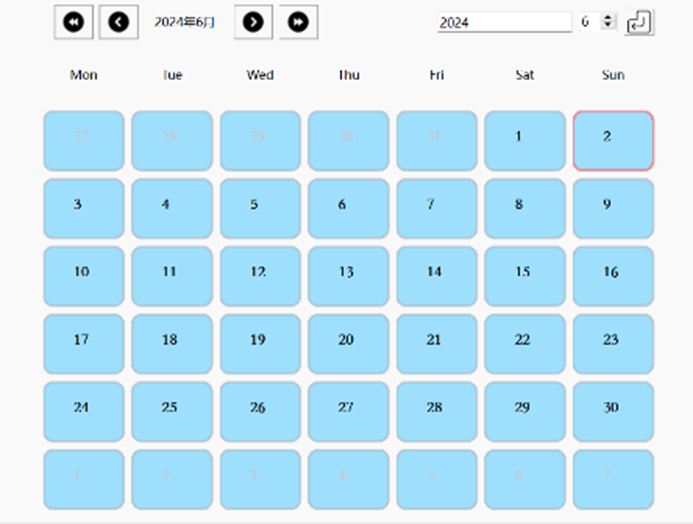 2024年6月 2024 6
Mon Tue Wed Thu Fri Sat Sun
27 28 29 30 31 1 2
3 4 5 6 7 8 9
10 11 12 13 14 15 16
17 18 19 20 21 22 23
24 25 26 27 28 29 30
1 2 3 4 5 6 7